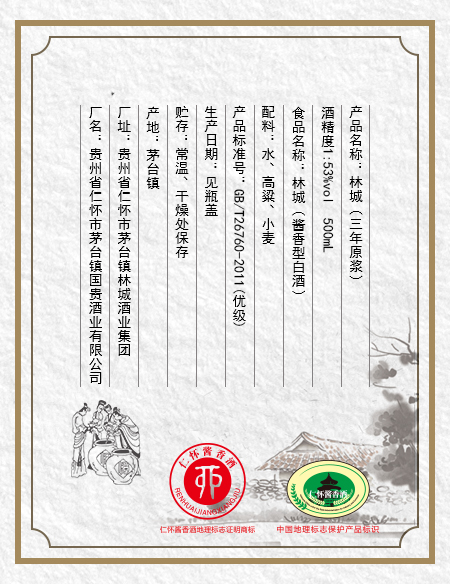 产品名称：林城（三年原浆）
酒精度1:53%vol 500mL
食品名称：林城（酱香型白酒）
配料：水、高粱、小麦
产品标准号：GB/T26760-2011(优级)
生产日期：见瓶盖
贮存：常温、干燥处保存
产地：茅台镇
厂址：贵州省仁怀市茅台镇林城酒业集团
厂名：贵州省仁怀市茅台镇国贵酒业有限公司
仁怀酱香酒
RENHUAIJIANGXIANGJIU
仁怀酱香酒地理标志证明商标
仁怀酱香酒
中国地理标志保护产品标识